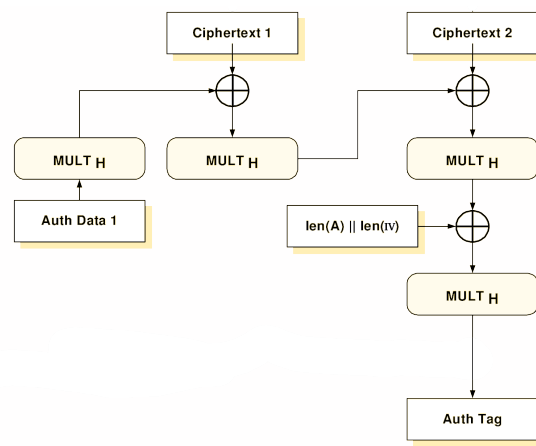 Ciphertext 1
Ciphertext 2
MULT H
MULT H
MULT H
Auth Data 1
len(A) || len(IV)
MULT H
Auth Tag